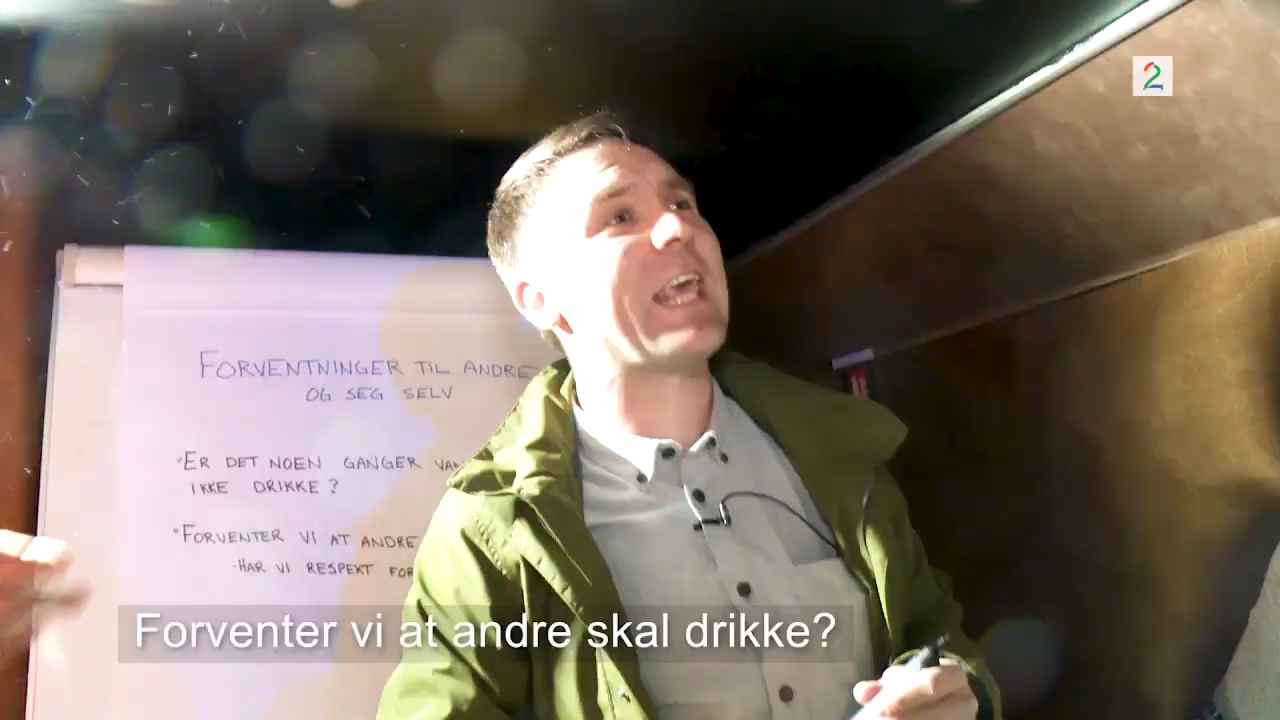 2
FORVENTNINGER TIL ANDRE
OG SEG SELV
•ER DET NOEN GANGER
IKKE DRIKKE?
•FORVENTER VI AT ANDRE
-HAR VI RESPEKT FOR
Forventer vi at andre skal drikke?